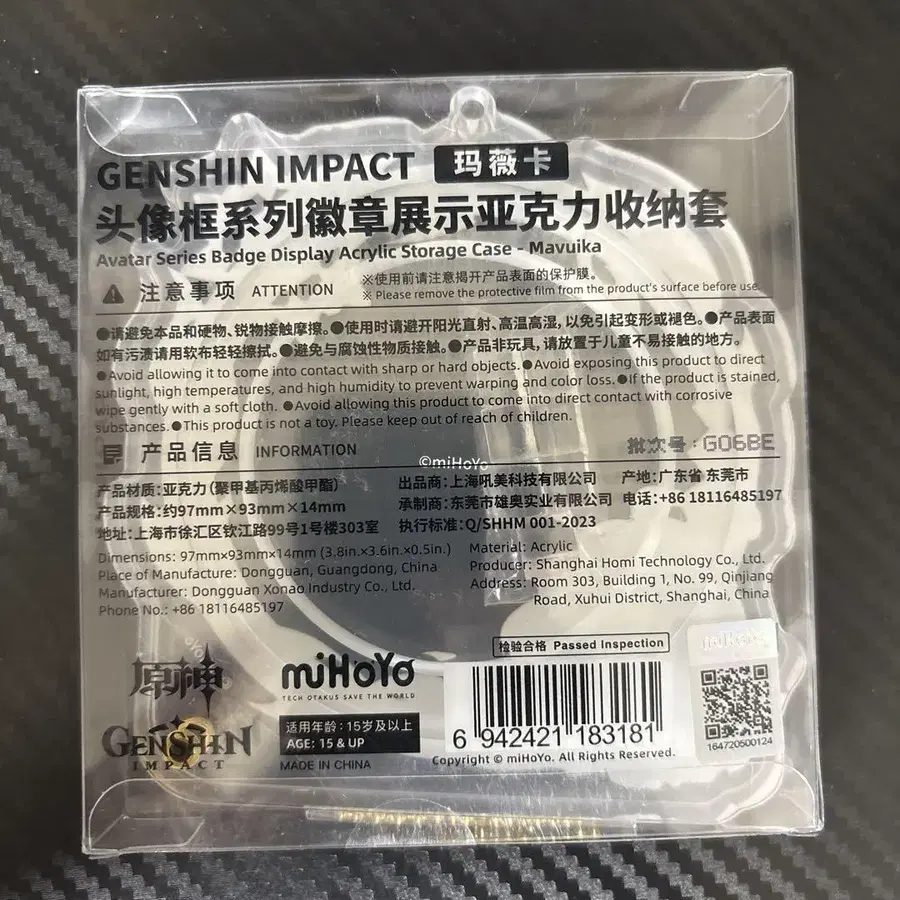 GENSHIN IMPACT 玛薇卡
头像框系列徽章展示亚克力收纳套
Avatar Series Badge Display Acrylic Storage Case - Mavuika
注意事项 ATTENTION
※使用前请注意揭开产品表面的保护膜。
※ Please remove the protective film from the product's surface before use.
●请避免本品和硬物、锐物接触摩擦。●使用时请避开阳光直射、高温高湿，以免引起变形或褪色。●产品表面
如有污渍请用软布轻轻擦拭。●避免与腐蚀性物质接触。●产品非玩具，请放置于儿童不易接触的地方。
●Avoid allowing it to come into contact with sharp or hard objects. ●Avoid exposing this product to direct
sunlight, high temperatures, and high humidity to prevent warping and color loss. ●If the product is stained,
wipe gently with a soft cloth. ●Avoid allowing this product to come into direct contact with corrosive
substances. ●This product is not a toy. Please keep out of reach of children.
产品信息 INFORMATION
批次号：G06BE
©miHoYo
产品材质：亚克力（聚甲基丙烯酸甲酯）
产品规格：约97mm×93mm×14mm
地址：上海市徐汇区钦江路99号1号楼303室
出品商：上海吼美科技有限公司
承制商：东莞市雄奥实业有限公司
执行标准：Q/SHHM 001-2023
产地：广东省 东莞市
电话：+86 18116485197
Dimensions: 97mm×93mm×14mm (3.8in.×3.6in.×0.5in.)
Place of Manufacture: Dongguan, Guangdong, China
Manufacturer: Dongguan Xonao Industry Co., Ltd.
Phone No.: +86 18116485197
Material: Acrylic
Producer: Shanghai Homi Technology Co., Ltd.
Address: Room 303, Building 1, No. 99, Qinjiang
Road, Xuhui District, Shanghai, China
检验合格 Passed Inspection
原神
GENSHIN
IMPACT
miHoYo
TECH OTAKUS SAVE THE WORLD
适用年龄：15岁及以上
AGE: 15 & UP
MADE IN CHINA
6 942421 183181
Copyright © miHoYo. All Rights Reserved.
miHoYo
164720500124